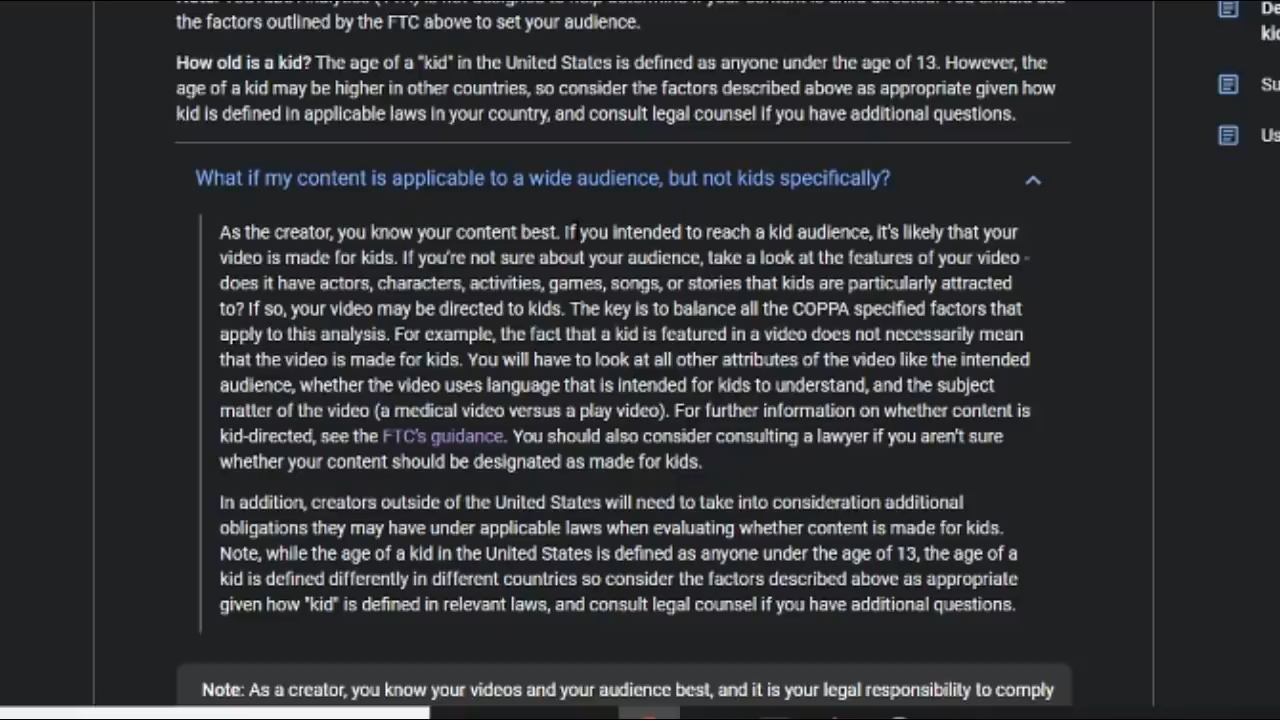 the factors outlined by the FTC above to set your audience.
How old is a kid? The age of a "kid" in the United States is defined as anyone under the age of 13. However, the
age of a kid may be higher in other countries, so consider the factors described above as appropriate given how
kid is defined in applicable laws in your country, and consult legal counsel if you have additional questions.
What if my content is applicable to a wide audience, but not kids specifically?
As the creator, you know your content best. If you intended to reach a kid audience, it's likely that your
video is made for kids. If you're not sure about your audience, take a look at the features of your video -
does it have actors, characters, activities, games, songs, or stories that kids are particularly attracted
to? If so, your video may be directed to kids. The key is to balance all the COPPA specified factors that
apply to this analysis. For example, the fact that a kid is featured in a video does not necessarily mean
that the video is made for kids. You will have to look at all other attributes of the video like the intended
audience, whether the video uses language that is intended for kids to understand, and the subject
matter of the video (a medical video versus a play video). For further information on whether content is
kid-directed, see the FTC's guidance. You should also consider consulting a lawyer if you aren't sure
whether your content should be designated as made for kids.
In addition, creators outside of the United States will need to take into consideration additional
obligations they may have under applicable laws when evaluating whether content is made for kids.
Note, while the age of a kid in the United States is defined as anyone under the age of 13, the age of a
kid is defined differently in different countries so consider the factors described above as appropriate
given how "kid" is defined in relevant laws, and consult legal counsel if you have additional questions.
Note: As a creator, you know your videos and your audience best, and it is your legal responsibility to comply
De
kid
Su
Us